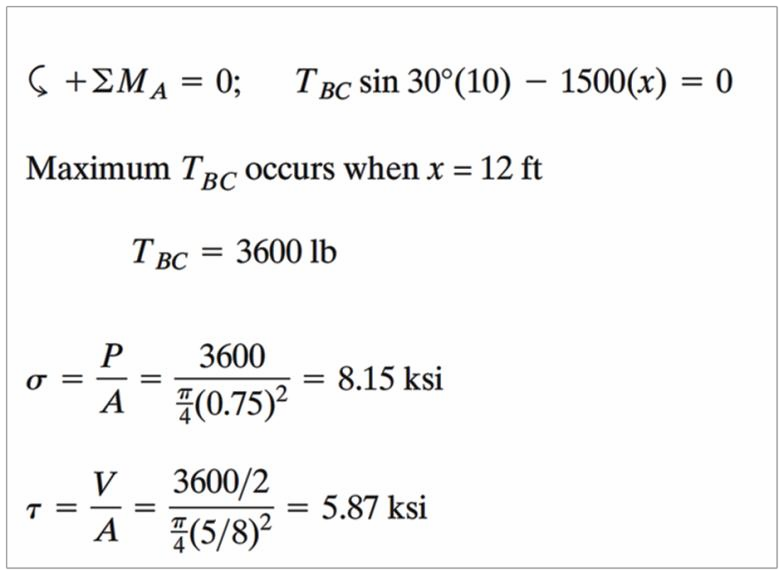 ⤹ +ΣM_A = 0; T_BC sin 30°(10) − 1500(x) = 0
Maximum T_BC occurs when x = 12 ft
T_BC = 3600 lb
σ = P/A = 3600/(π/4(0.75)²) = 8.15 ksi
τ = V/A = (3600/2)/(π/4(5/8)²) = 5.87 ksi